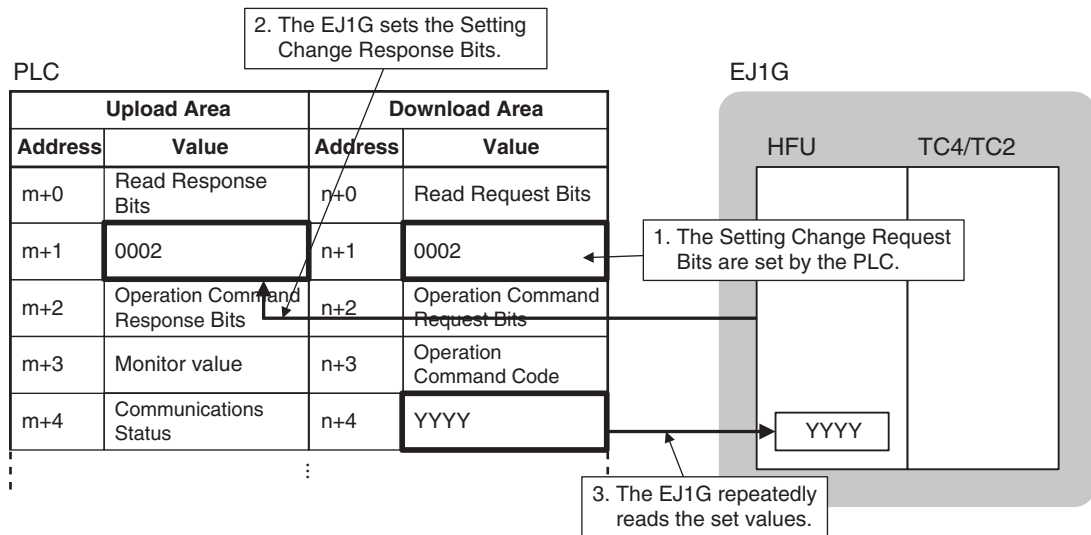 2. The EJ1G sets the Setting
Change Response Bits.
PLC
EJ1G
Upload Area
Download Area
Address
Value
Address
Value
HFU
TC4/TC2
m+0
Read Response
Bits
n+0
Read Request Bits
1. The Setting Change Request
Bits are set by the PLC.
m+1
0002
n+1
0002
m+2
Operation Command
Response Bits
n+2
Operation Command
Request Bits
m+3
Monitor value
n+3
Operation
Command Code
m+4
Communications
Status
n+4
YYYY
YYYY
3. The EJ1G repeatedly
reads the set values.